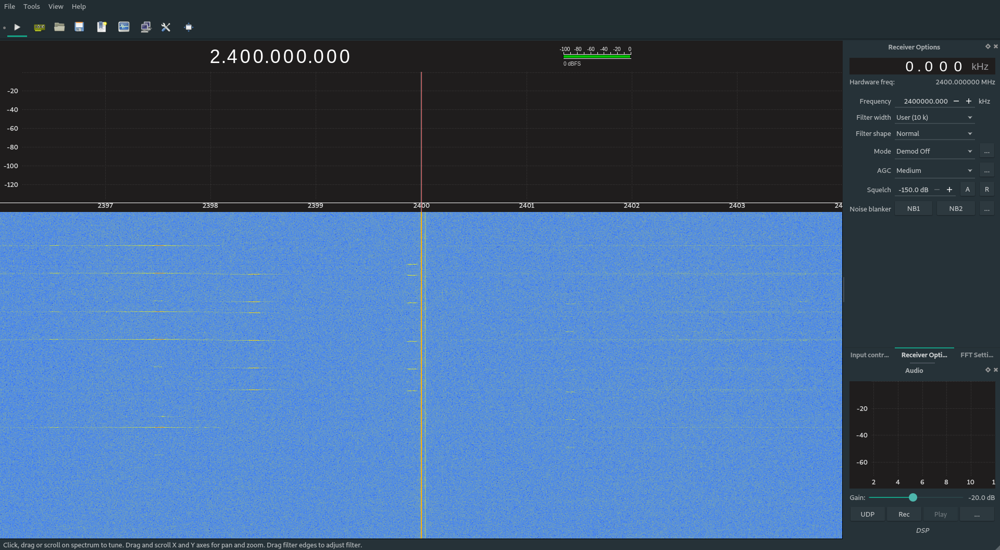 File Tools View Help
2.400.000.000
-100 -80 -60 -40 -20 0
0 dBFS
-20
-40
-60
-80
-100
-120
2397 2398 2399 2400 2401 2402 2403 24
Receiver Options
0.000 kHz
Hardware freq: 2400.000000 MHz
Frequency 2400000.000 kHz
Filter width User (10 k)
Filter shape Normal
Mode Demod Off ...
AGC Medium ...
Squelch -150.0 dB A R
Noise blanker NB1 NB2 ...
Input contr... Receiver Opti... FFT Setti...
Audio
-20
-40
-60
2 4 6 8 10 1
Gain: -20.0 dB
UDP Rec Play ...
DSP
Click, drag or scroll on spectrum to tune. Drag and scroll X and Y axes for pan and zoom. Drag filter edges to adjust filter.